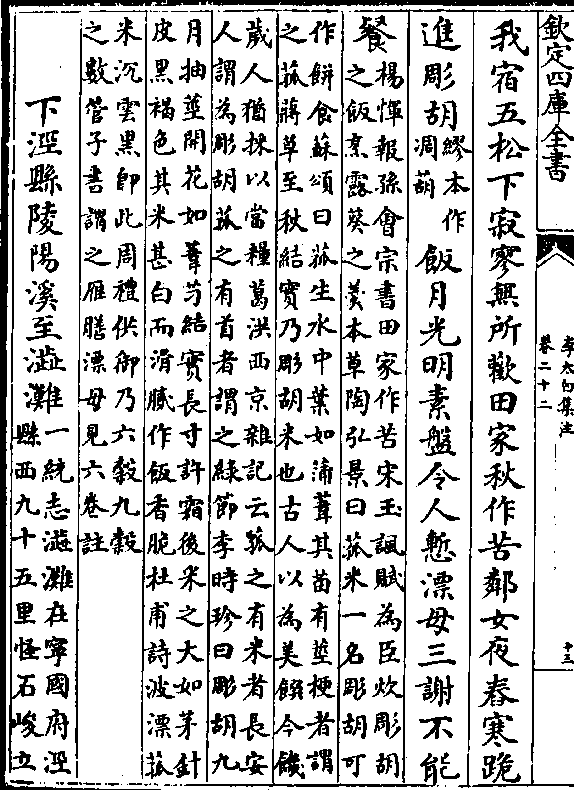 欽定四庫全書
李太白集注
卷二十二
十三
我宿五松下寂寥無所歡田家秋作苦鄰女夜舂寒跪
進彫胡繆本作凋葫飯月光明素盤令人慙漂母三謝不能
餐楊惲報孫會宗書田家作苦宋玉諷賦為臣炊彫胡
之飯烹露葵之羮本草陶弘景曰菰米一名彫胡可
作餅食蘇頌曰菰生水中葉如蒲葦其苗有莖梗者謂
之菰蔣草至秋結實乃彫胡米也古人以為美饌今饑
歲人猶採以當糧葛洪西京雜記云菰之有米者長安
人謂為彫胡菰之有首者謂之緑節李時珍曰彫胡九
月抽莖開花如葦芀結實長寸許霜後采之大如茅針
皮黑褐色其米甚白而滑膩作飯香脆杜甫詩波漂菰
米沉雲黑即此周禮供御乃六穀九穀
之數管子書謂之雁膳漂母見六卷註
下涇縣陵陽溪至澁灘一統志澁灘在寧國府涇
縣西九十五里怪石峻立